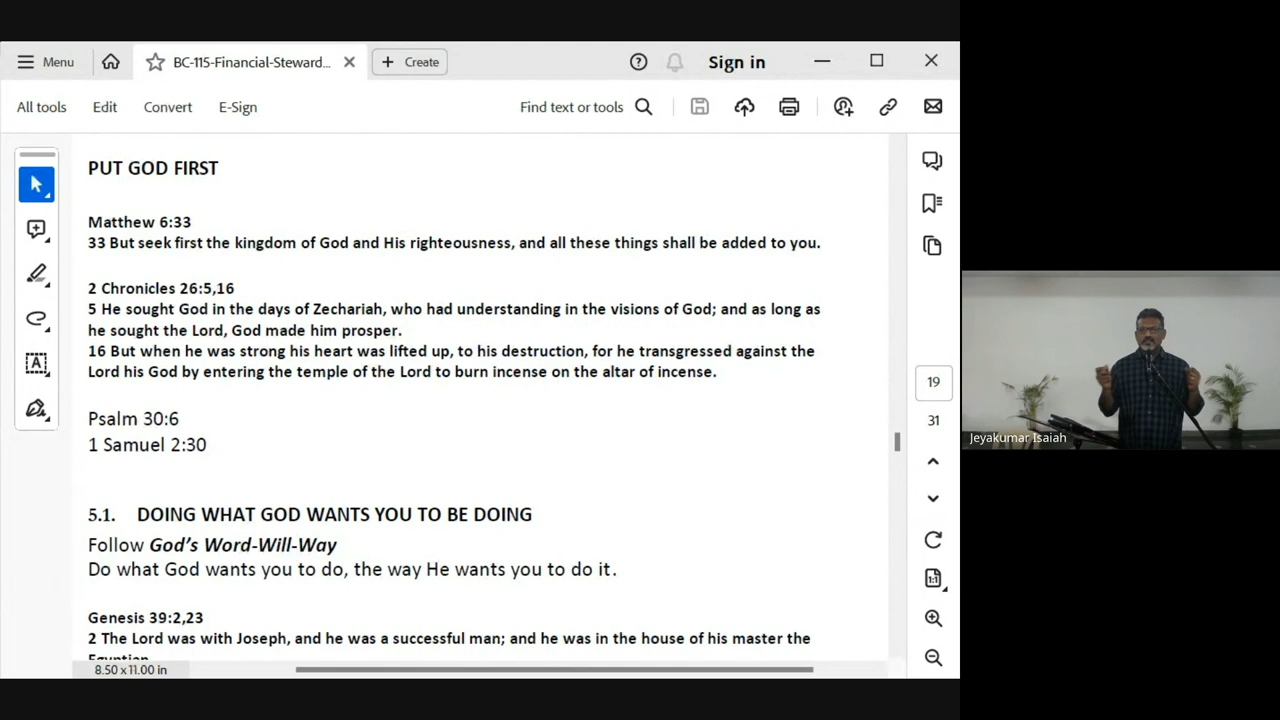 Menu
BC-115-Financial-Steward...
Create
Sign in
All tools
Edit
Convert
E-Sign
Find text or tools
PUT GOD FIRST
Matthew 6:33
33 But seek first the kingdom of God and His righteousness, and all these things shall be added to you.
2 Chronicles 26:5,16
5 He sought God in the days of Zechariah, who had understanding in the visions of God; and as long as
he sought the Lord, God made him prosper.
16 But when he was strong his heart was lifted up, to his destruction, for he transgressed against the
Lord his God by entering the temple of the Lord to burn incense on the altar of incense.
Psalm 30:6
1 Samuel 2:30
5.1. DOING WHAT GOD WANTS YOU TO BE DOING
Follow God's Word-Will-Way
Do what God wants you to do, the way He wants you to do it.
Genesis 39:2,23
2 The Lord was with Joseph, and he was a successful man; and he was in the house of his master the
Egyptian
8.50 x 11.00 in
19
31
1:1
Jeyakumar Isaiah